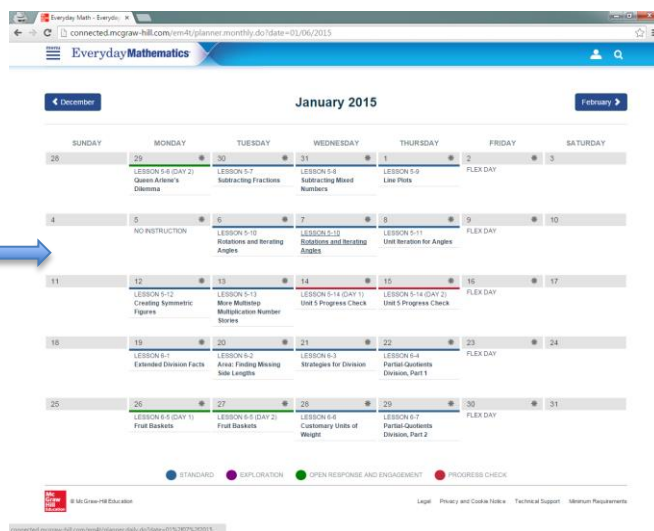 Everyday Math - Everyday
connected.mcgraw-hill.com/em4t/planner.monthly.do?date=01/06/2015
MENU
EverydayMathematics
December
January 2015
February
SUNDAY MONDAY TUESDAY WEDNESDAY THURSDAY FRIDAY SATURDAY
28 29 30 31 1 2 3
LESSON 5-6 (DAY 2)
Queen Arlene's
Dilemma
LESSON 5-7
Subtracting Fractions
LESSON 5-8
Subtracting Mixed
Numbers
LESSON 5-9
Line Plots
FLEX DAY
4 5 6 7 8 9 10
NO INSTRUCTION
LESSON 5-10
Rotations and Iterating
Angles
LESSON 5-10
Rotations and Iterating
Angles
LESSON 5-11
Unit Iteration for Angles
FLEX DAY
11 12 13 14 15 16 17
LESSON 5-12
Creating Symmetric
Figures
LESSON 5-13
More Multistep
Multiplication Number
Stories
LESSON 5-14 (DAY 1)
Unit 5 Progress Check
LESSON 5-14 (DAY 2)
Unit 5 Progress Check
FLEX DAY
18 19 20 21 22 23 24
LESSON 6-1
Extended Division Facts
LESSON 6-2
Area: Finding Missing
Side Lengths
LESSON 6-3
Strategies for Division
LESSON 6-4
Partial-Quotients
Division, Part 1
FLEX DAY
25 26 27 28 29 30 31
LESSON 6-5 (DAY 1)
Fruit Baskets
LESSON 6-5 (DAY 2)
Fruit Baskets
LESSON 6-6
Customary Units of
Weight
LESSON 6-7
Partial-Quotients
Division, Part 2
FLEX DAY
STANDARD EXPLORATION OPEN RESPONSE AND ENGAGEMENT PROGRESS CHECK
Mc
Graw
Hill
Education
© McGraw-Hill Education
Legal Privacy and Cookie Notice Technical Support Minimum Requirements